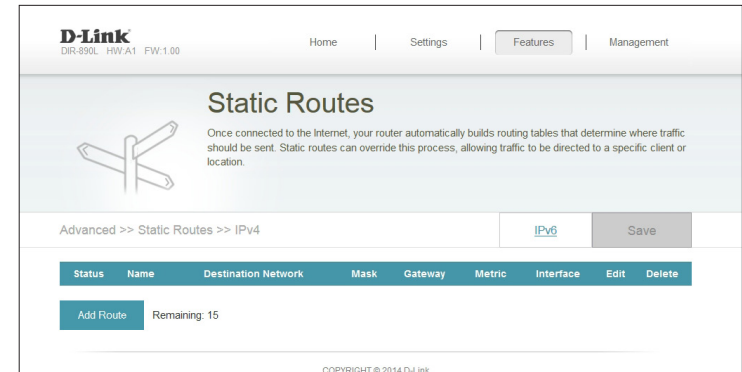 D-Link
DIR-890L HW:A1 FW:1.00
Home | Settings | Features | Management
Static Routes
Once connected to the Internet, your router automatically builds routing tables that determine where traffic
should be sent. Static routes can override this process, allowing traffic to be directed to a specific client or
location.
Advanced >> Static Routes >> IPv4
IPv6
Save
Status Name Destination Network Mask Gateway Metric Interface Edit Delete
Add Route Remaining: 15
COPYRIGHT © 2014 D-Link